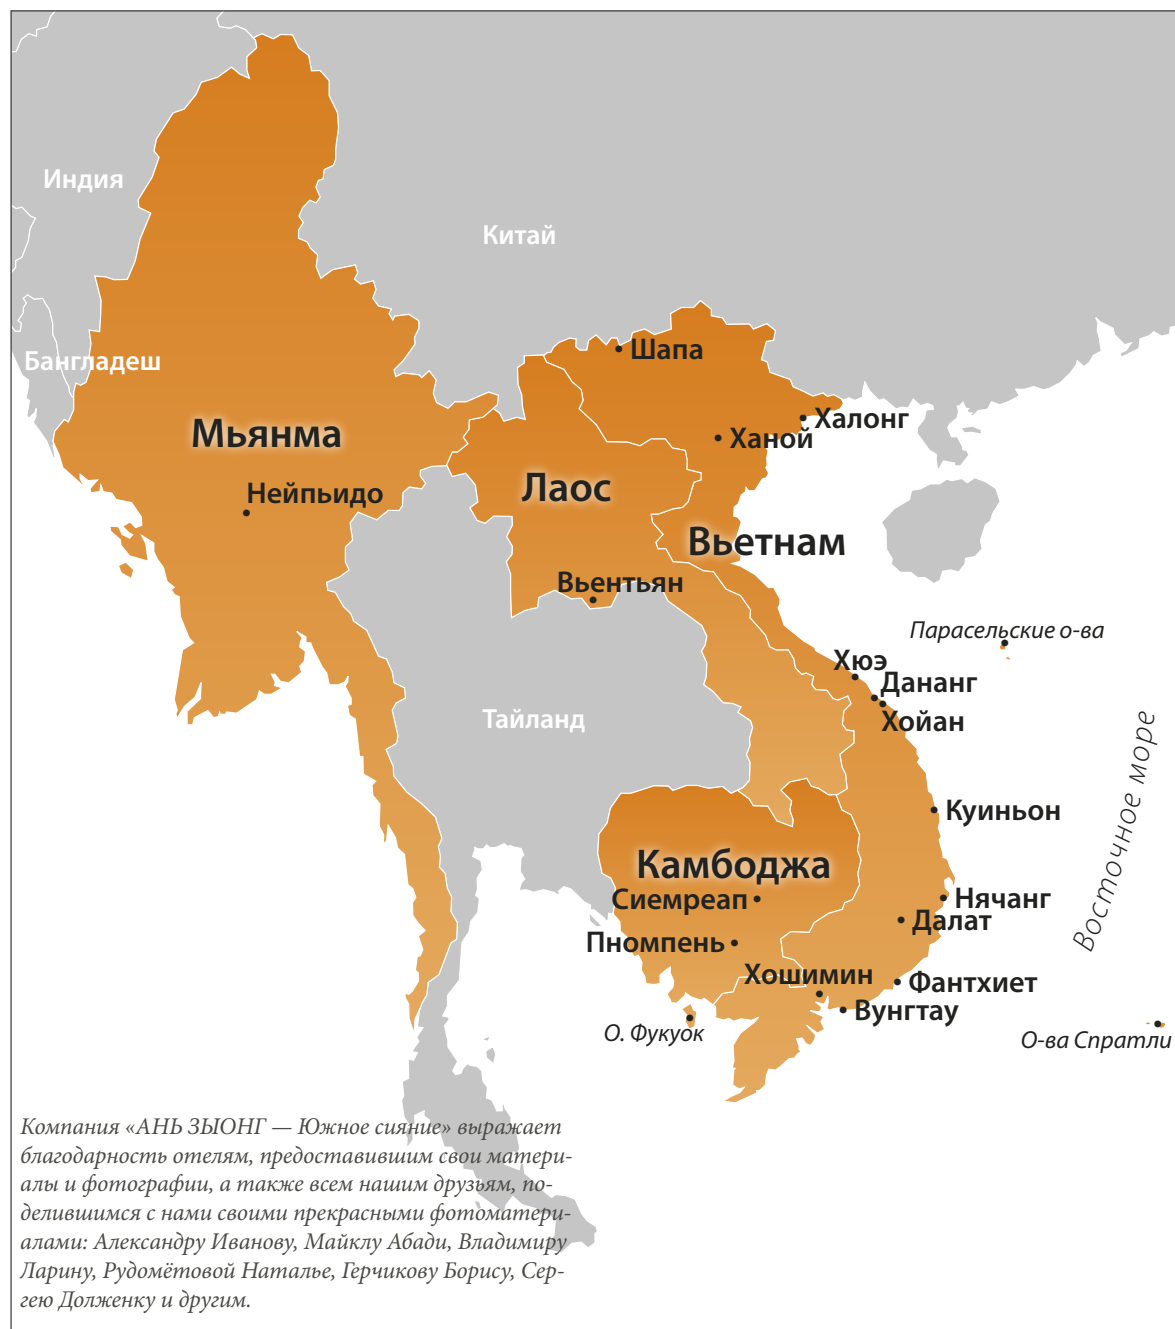 Индия
Китай
Шапа
Бангладеш
Халонг
Мьянма
Ханой
Лаос
Нейпьидо
Вьетнам
Вьентьян
Парасельские о-ва
Хюэ
Дананг
Тайланд
Хойан
Восточное море
Куиньон
Камбоджа
Сиемреап
Нячанг
Далат
Пномпень
Хошимин
Фантхиет
Вунгтау
О. Фукуок
О-ва Спратли
Компания «АНЬ ЗЫОНГ — Южное сияние» выражает
благодарность отелям, предоставившим свои матери-
алы и фотографии, а также всем нашим друзьям, по-
делившимся с нами своими прекрасными фотоматери-
алами: Александру Иванову, Майклу Абади, Владимиру
Ларину, Рудомётовой Наталье, Герчикову Борису, Сер-
гею Долженку и другим.